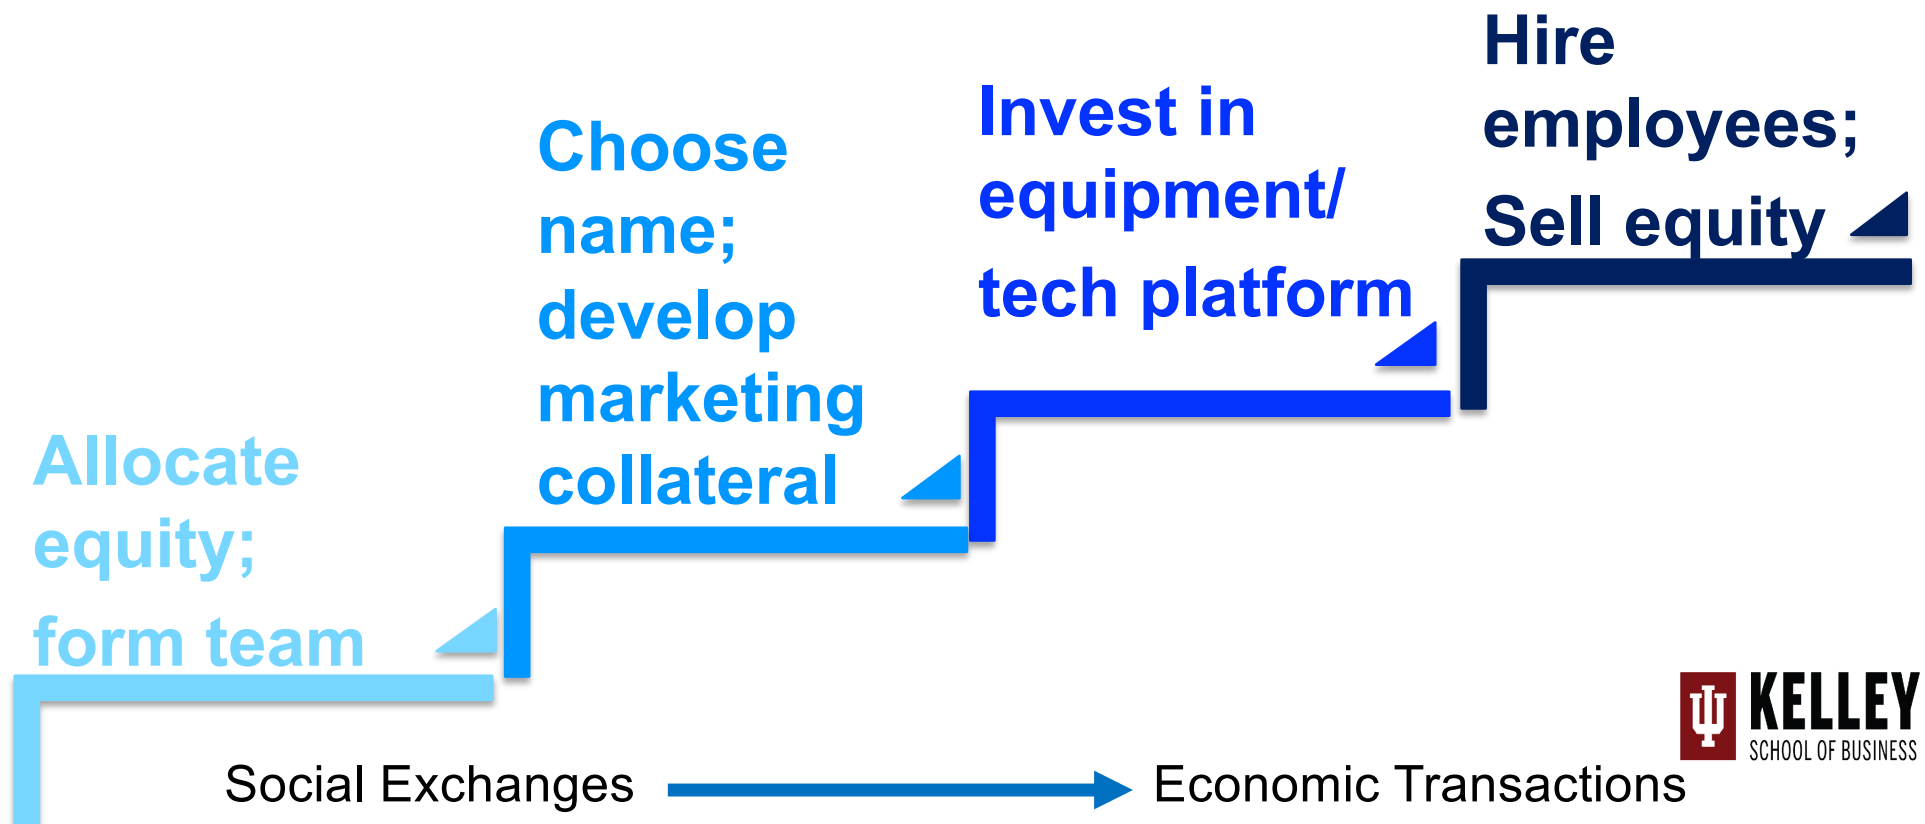 Allocate
equity;
form team
Choose
name;
develop
marketing
collateral
Invest in
equipment/
tech platform
Hire
employees;
Sell equity
Social Exchanges
Economic Transactions
KELLEY
SCHOOL OF BUSINESS